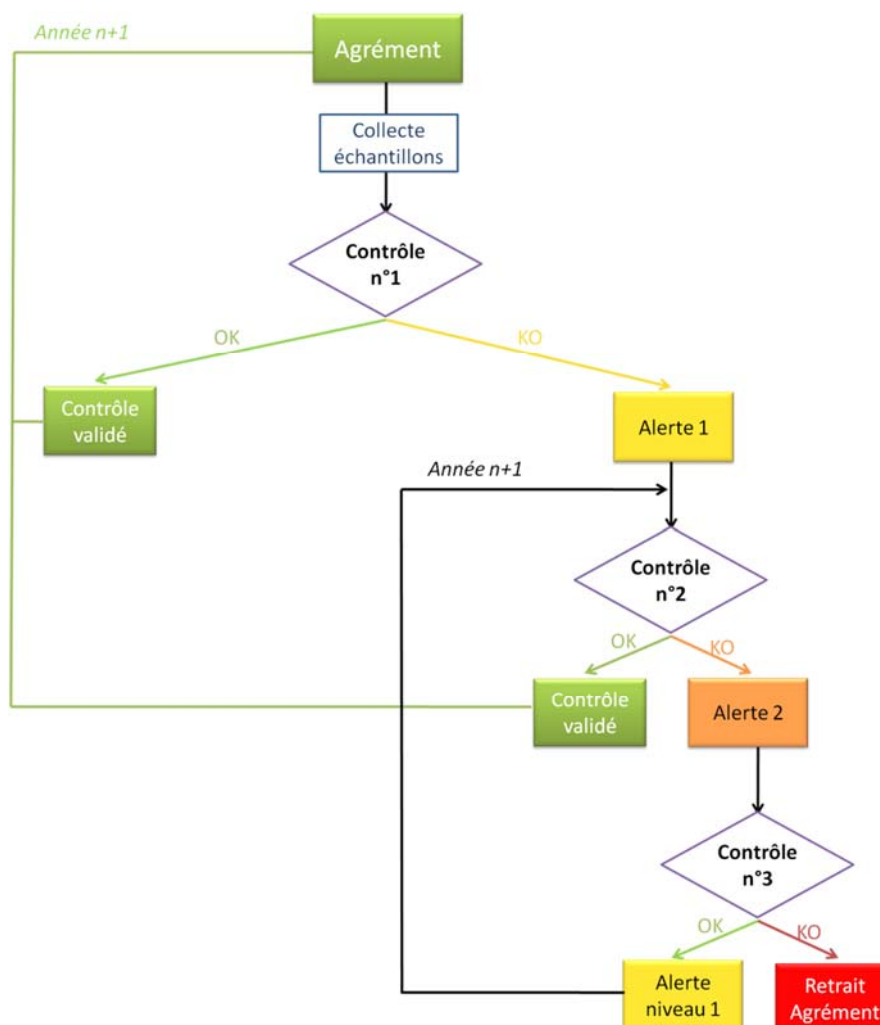 Année n+1
Agrément
Collecte
échantillons
Contrôle
n°1
OK
KO
Contrôle
validé
Alerte 1
Année n+1
Contrôle
n°2
OK
KO
Contrôle
validé
Alerte 2
Contrôle
n°3
OK
KO
Alerte
niveau 1
Retrait
Agrément